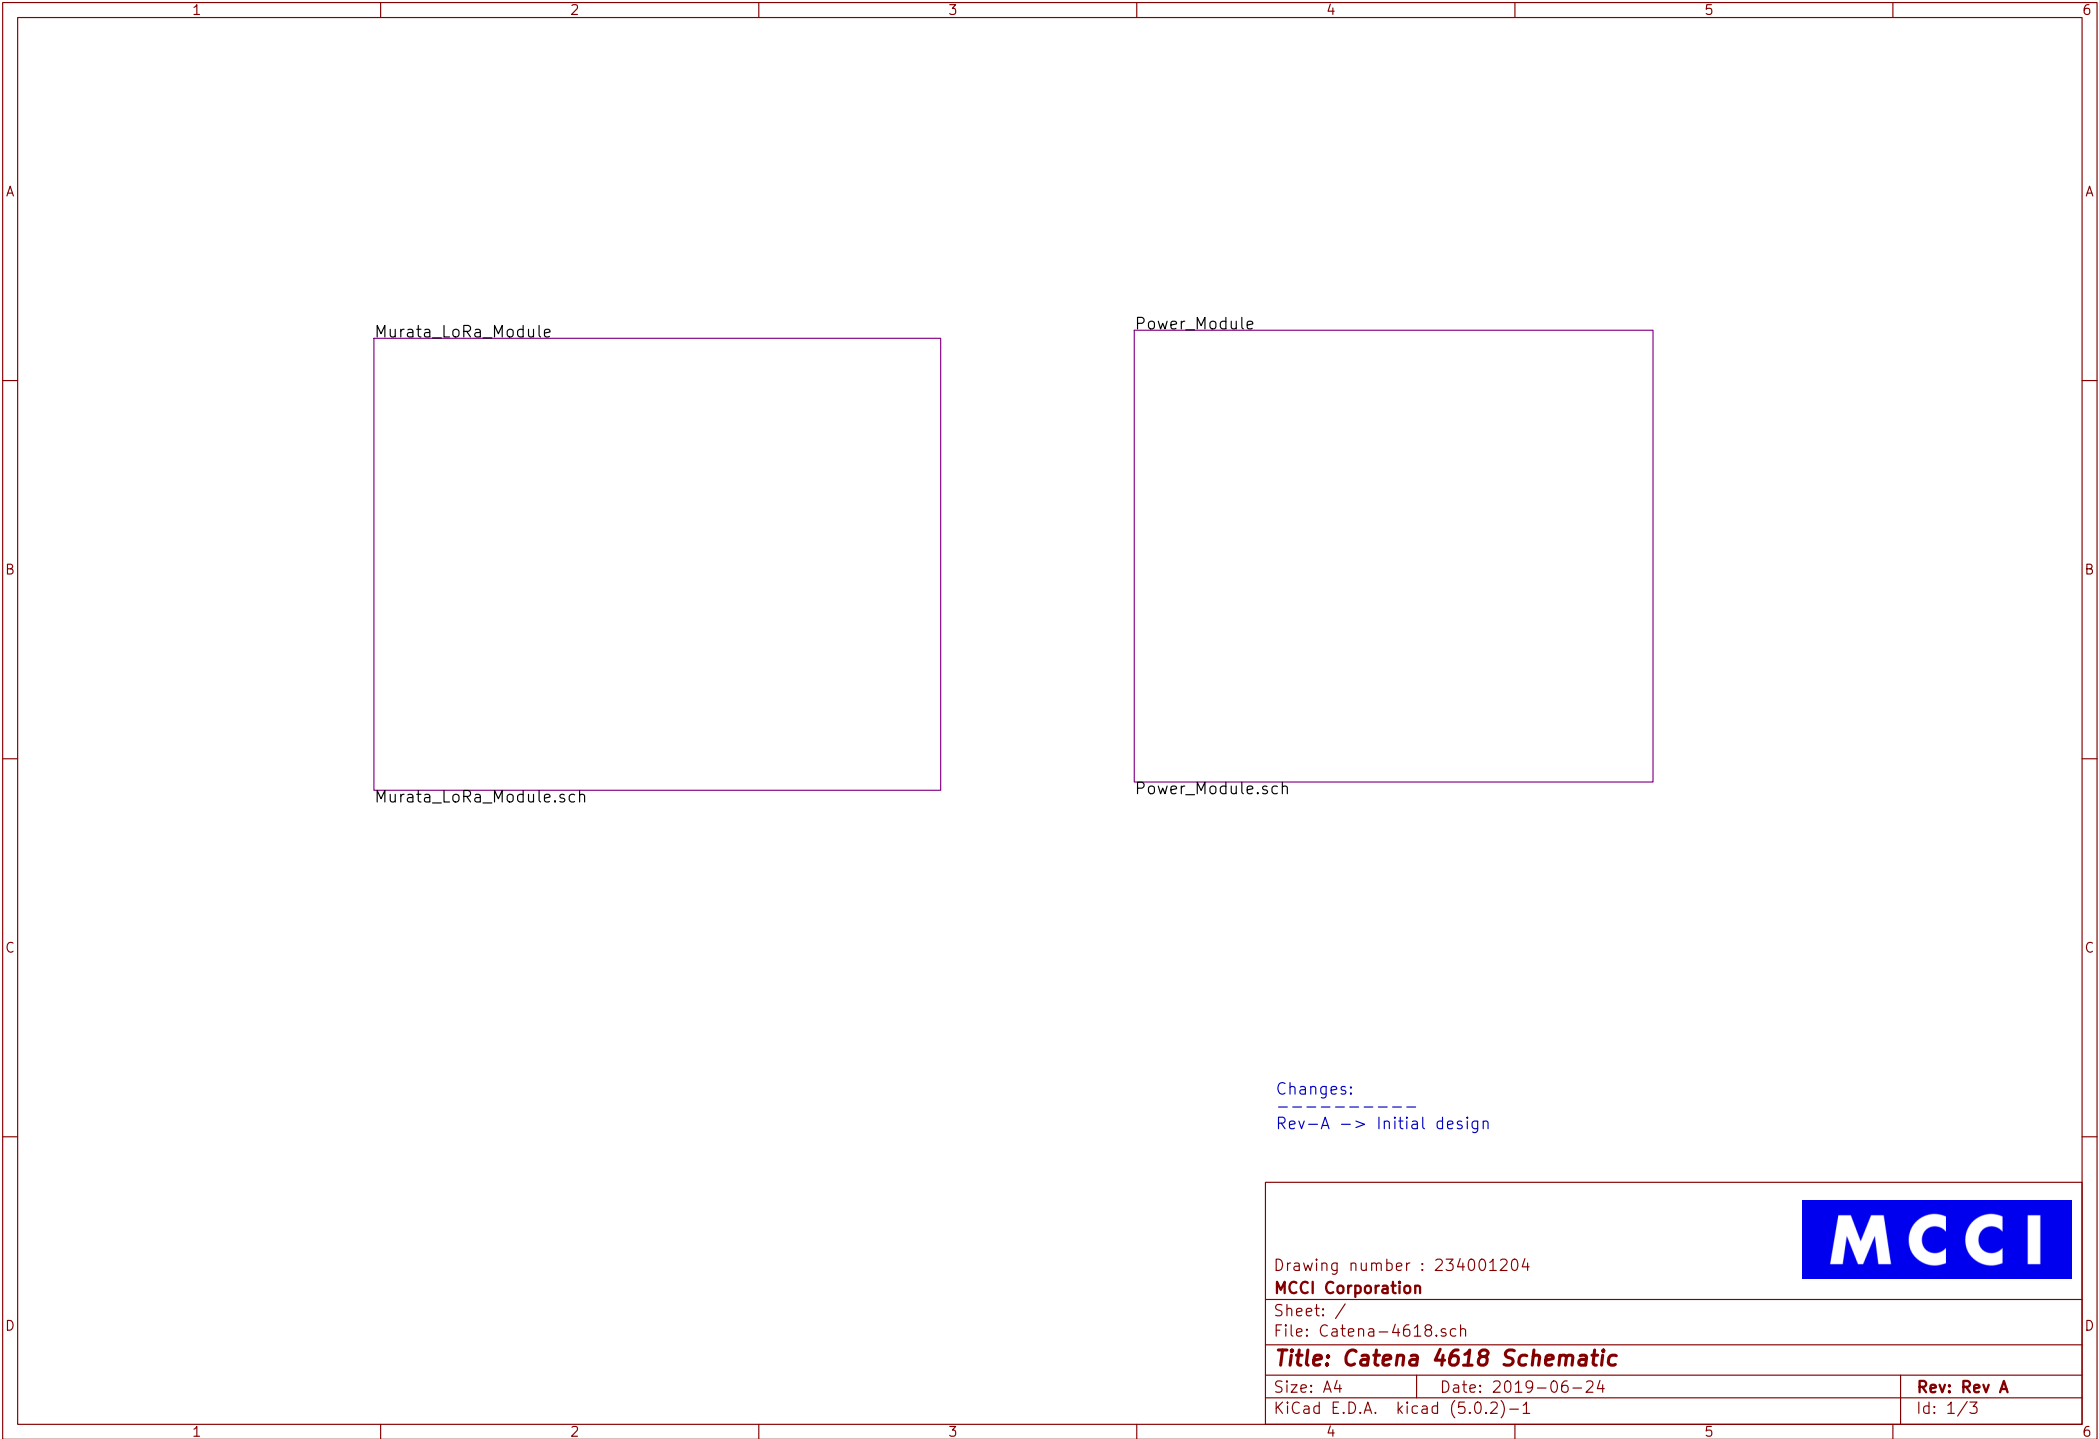 1 2 3 4 5 6
A A
Murata_LoRa_Module
Power_Module
B B
Murata_LoRa_Module.sch
Power_Module.sch
C C
Changes:
----------
Rev-A -> Initial design
MCCI
Drawing number : 234001204
MCCI Corporation
Sheet: /
File: Catena-4618.sch
D D
Title: Catena 4618 Schematic
Size: A4 Date: 2019-06-24 Rev: Rev A
KiCad E.D.A. kicad (5.0.2)-1 Id: 1/3
1 2 3 4 5 6